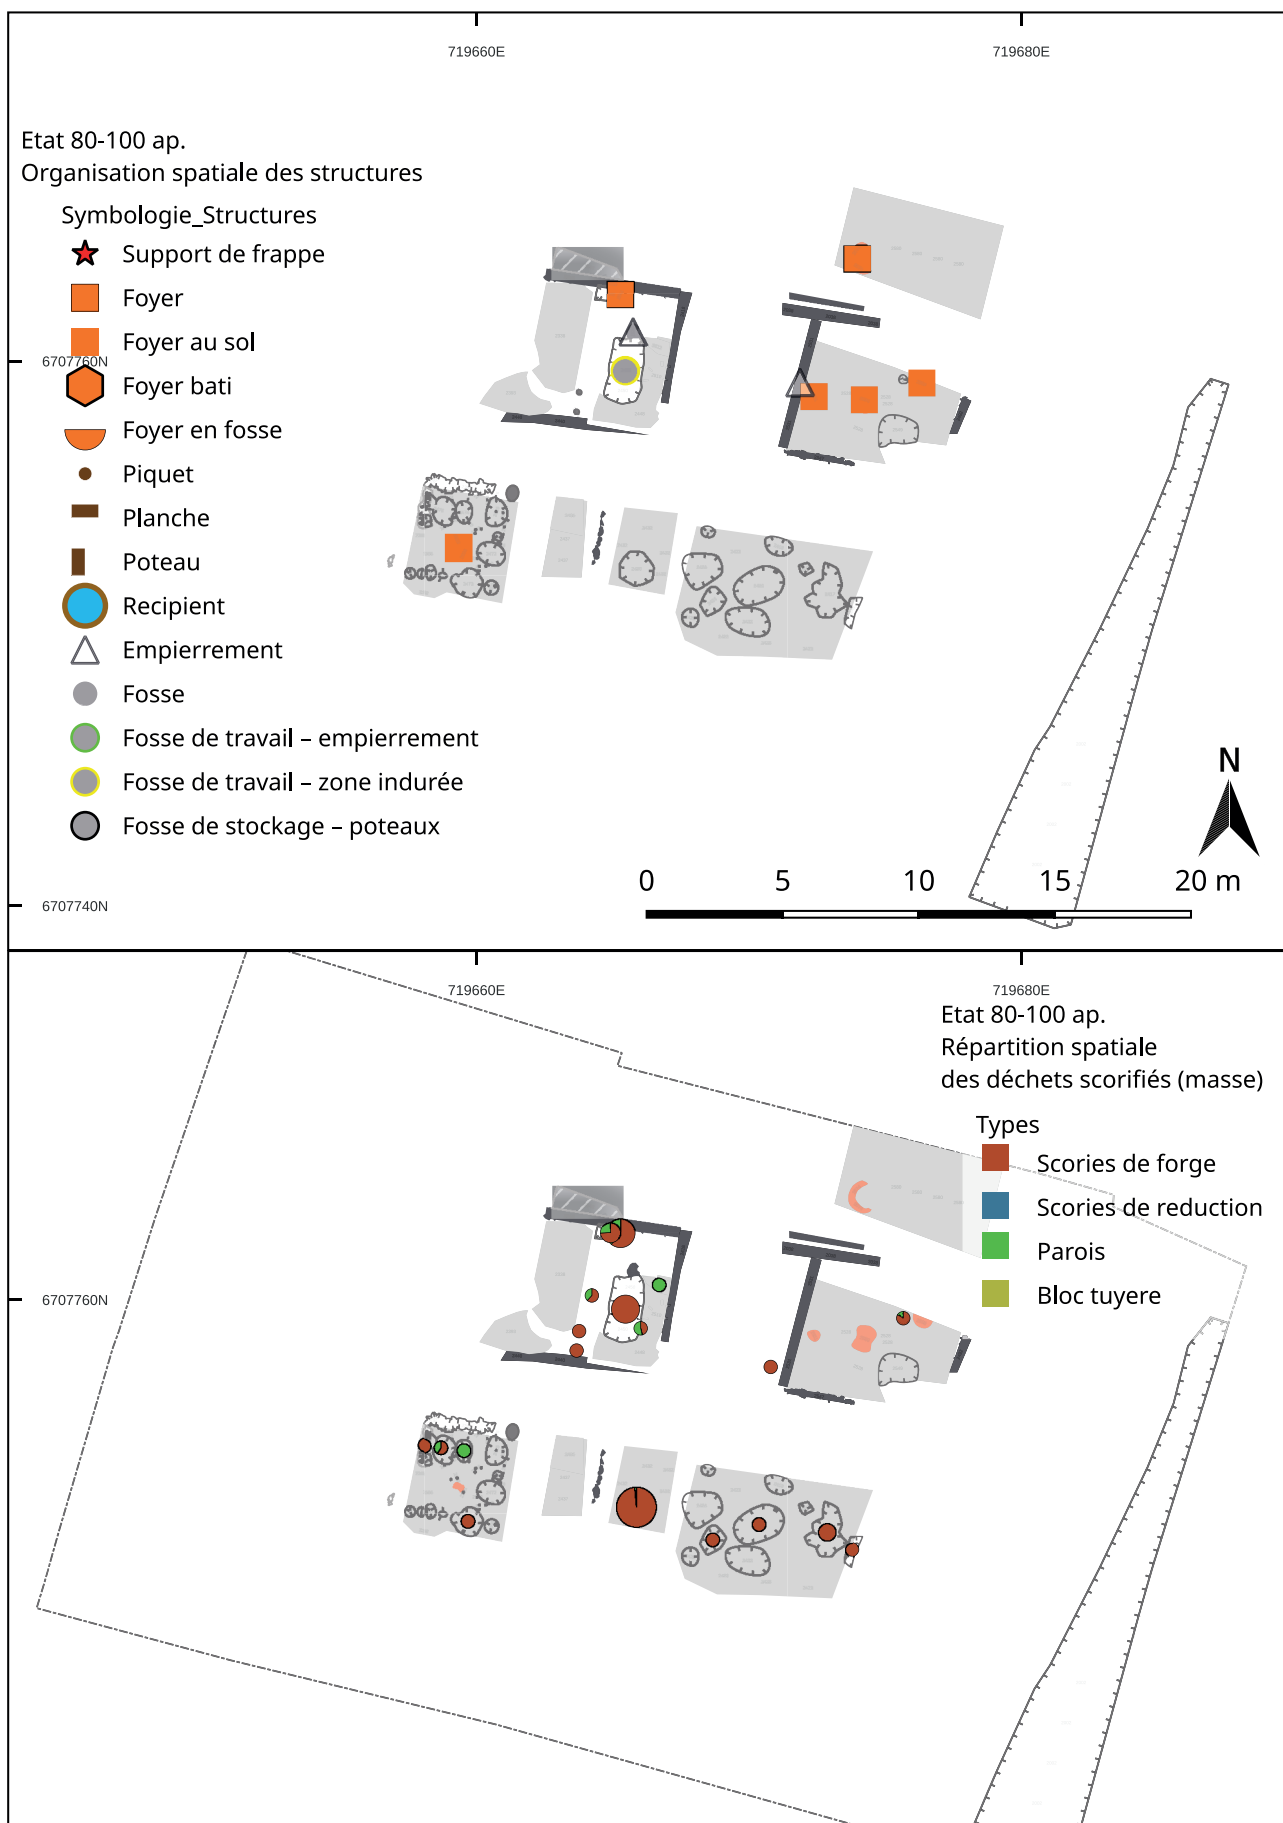 719660E
719680E
Etat 80-100 ap.
Organisation spatiale des structures
Symbologie_Structures
Support de frappe
Foyer
Foyer au sol
6707760N
Foyer bati
Foyer en fosse
Piquet
Planche
Poteau
Recipient
Empierrement
Fosse
Fosse de travail – empierrement
Fosse de travail – zone indurée
Fosse de stockage – poteaux
N
0 5 10 15 20 m
6707740N
719660E
719680E
Etat 80-100 ap.
Répartition spatiale
des déchets scorifiés (masse)
Types
Scories de forge
Scories de reduction
Parois
Bloc tuyere
6707760N